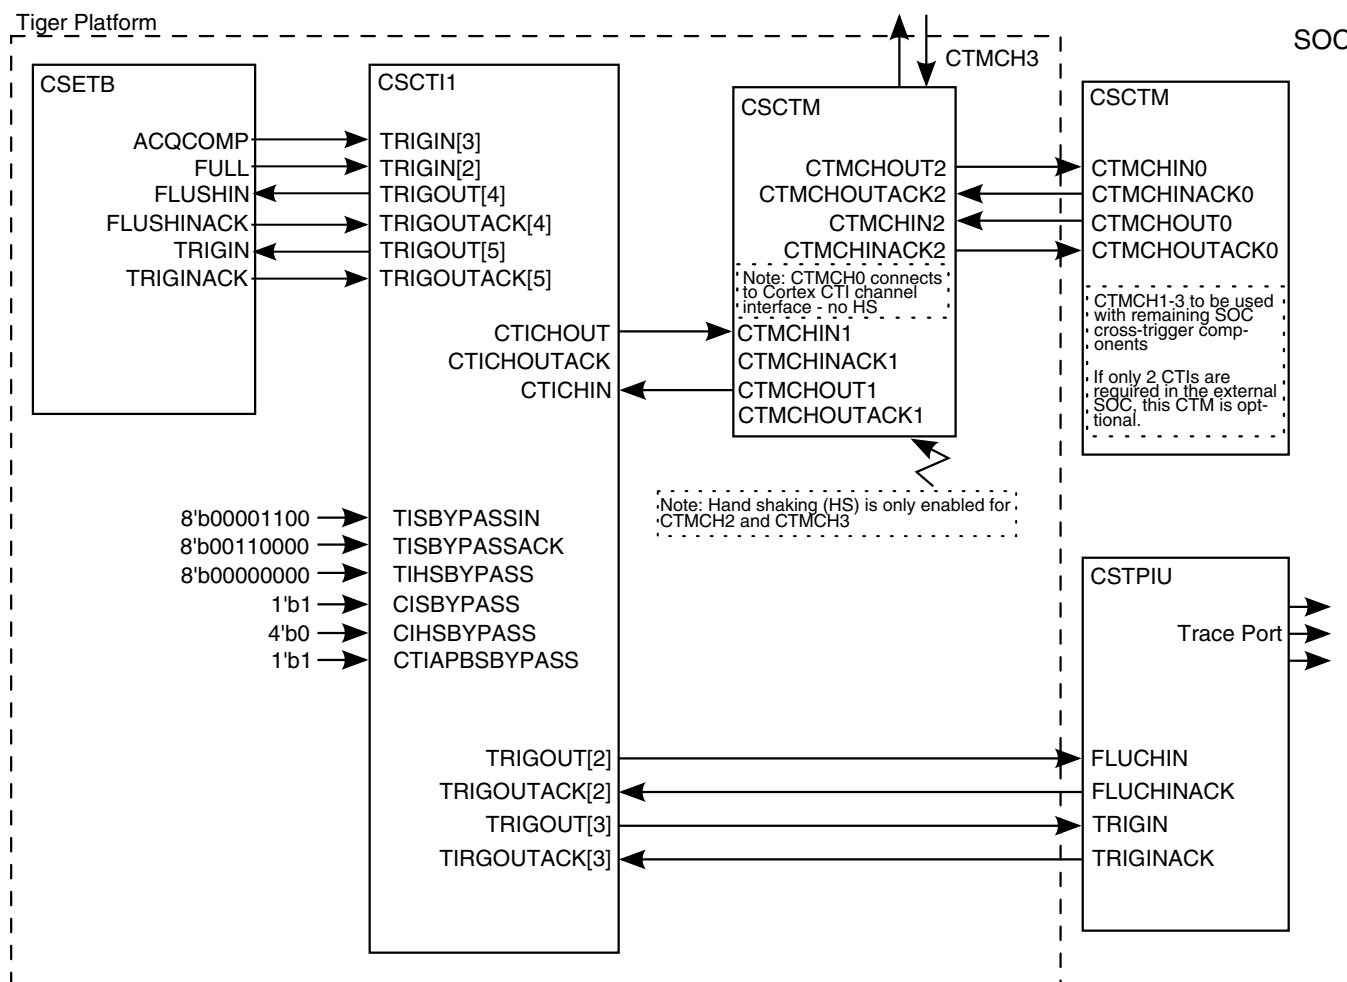 Tiger Platform
SOC
CTMCH3
CSETB
ACQCOMP
FULL
FLUSHIN
FLUSHINACK
TRIGIN
TRIGINACK
CSCTI1
TRIGIN[3]
TRIGIN[2]
TRIGOUT[4]
TRIGOUTACK[4]
TRIGOUT[5]
TRIGOUTACK[5]
CTICHOUT
CTICHOUTACK
CTICHIN
8'b00001100
8'b00110000
8'b00000000
1'b1
4'b0
1'b1
TISBYPASSIN
TISBYPASSACK
TIHSBYPASS
CISBYPASS
CIHSBYPASS
CTIAPBSBYPASS
TRIGOUT[2]
TRIGOUTACK[2]
TRIGOUT[3]
TIRGOUTACK[3]
CSCTM
CTMCHOUT2
CTMCHOUTACK2
CTMCHIN2
CTMCHINACK2
Note: CTMCH0 connects
to Cortex CTI channel
interface - no HS
CTMCHIN1
CTMCHINACK1
CTMCHOUT1
CTMCHOUTACK1
Note: Hand shaking (HS) is only enabled for
CTMCH2 and CTMCH3
CSCTM
CTMCHIN0
CTMCHINACK0
CTMCHOUT0
CTMCHOUTACK0
CTMCH1-3 to be used
with remaining SOC
cross-trigger comp-
onents
If only 2 CTIs are
required in the external
SOC, this CTM is opt-
tional.
CSTPIU
Trace Port
FLUCHIN
FLUCHINACK
TRIGIN
TRIGINACK